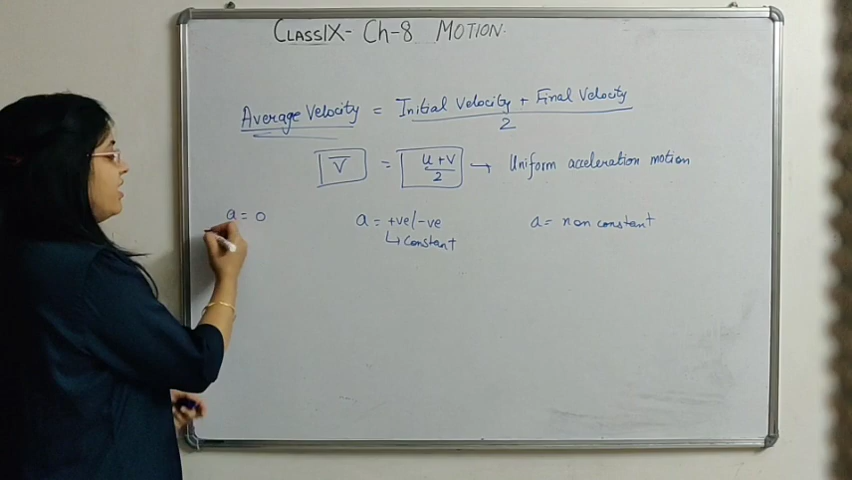 CLASSIX- Ch-8 MOTION.
Average Velocity = Initial Velocity + Final Velocity
2
V̅ = u+v → Uniform acceleration motion
2
a = 0 a = +ve/-ve a = non constant
↳ Constant